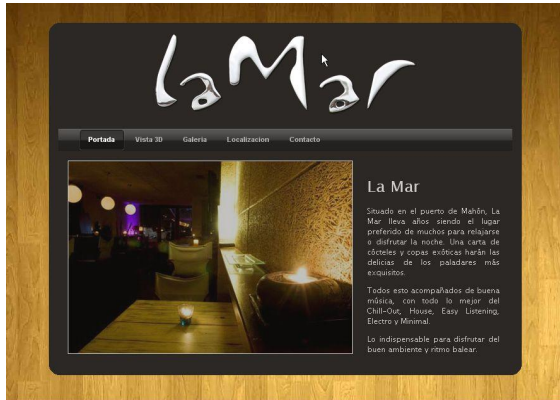 La Mar
Portada Vista 3D Galeria Localizacion Contacto
La Mar
Situado en el puerto de Mahón, La
Mar lleva años siendo el lugar
preferido de muchos para relajarse
o disfrutar la noche. Una carta de
cócteles y copas exóticas harán las
delicias de los paladares más
exquisitos.
Todos esto acompañados de buena
música, con todo lo mejor del
Chill-Out, House, Easy Listening,
Electro y Minimal.
Lo indispensable para disfrutar del
buen ambiente y ritmo balear.